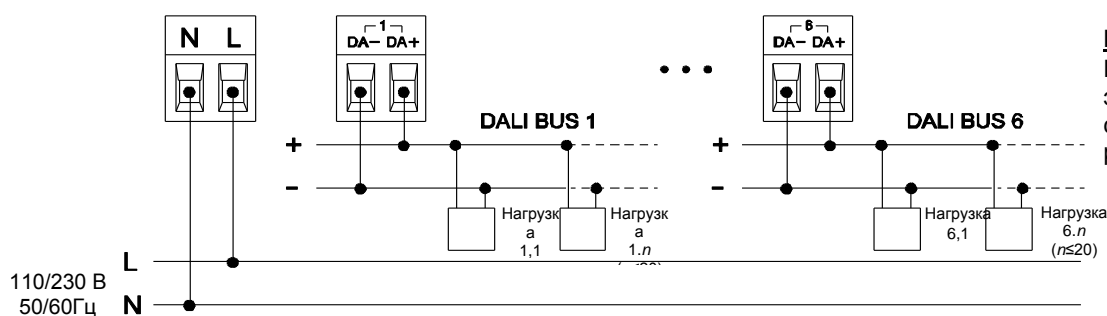 N L
1
DA− DA+
6
DA− DA+
• • •
DALI BUS 1
DALI BUS 6
+
+
−
−
Нагрузк
а
1,1
Нагрузк
а
1.n
Нагрузка
6,1
Нагрузка
6.n
(n≤20)
L
110/230 В
50/60Гц
N